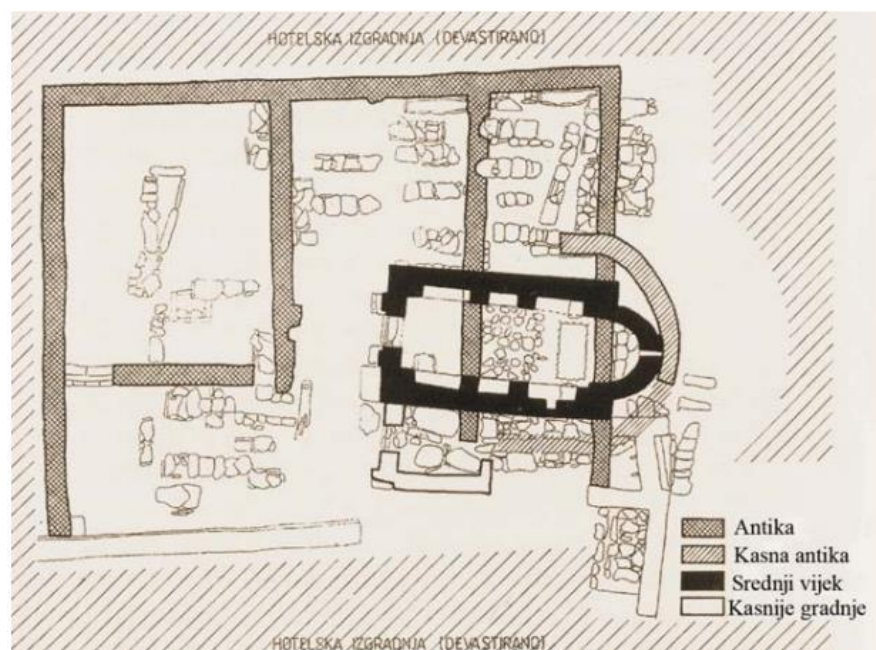 HOTELSKA IZGRADNJA (DEVASTIRANO)
Antika
Kasna antika
Srednji vijek
Kasnije gradnje
HOTELSKA IZGRADNJA (DEVASTIRANO)